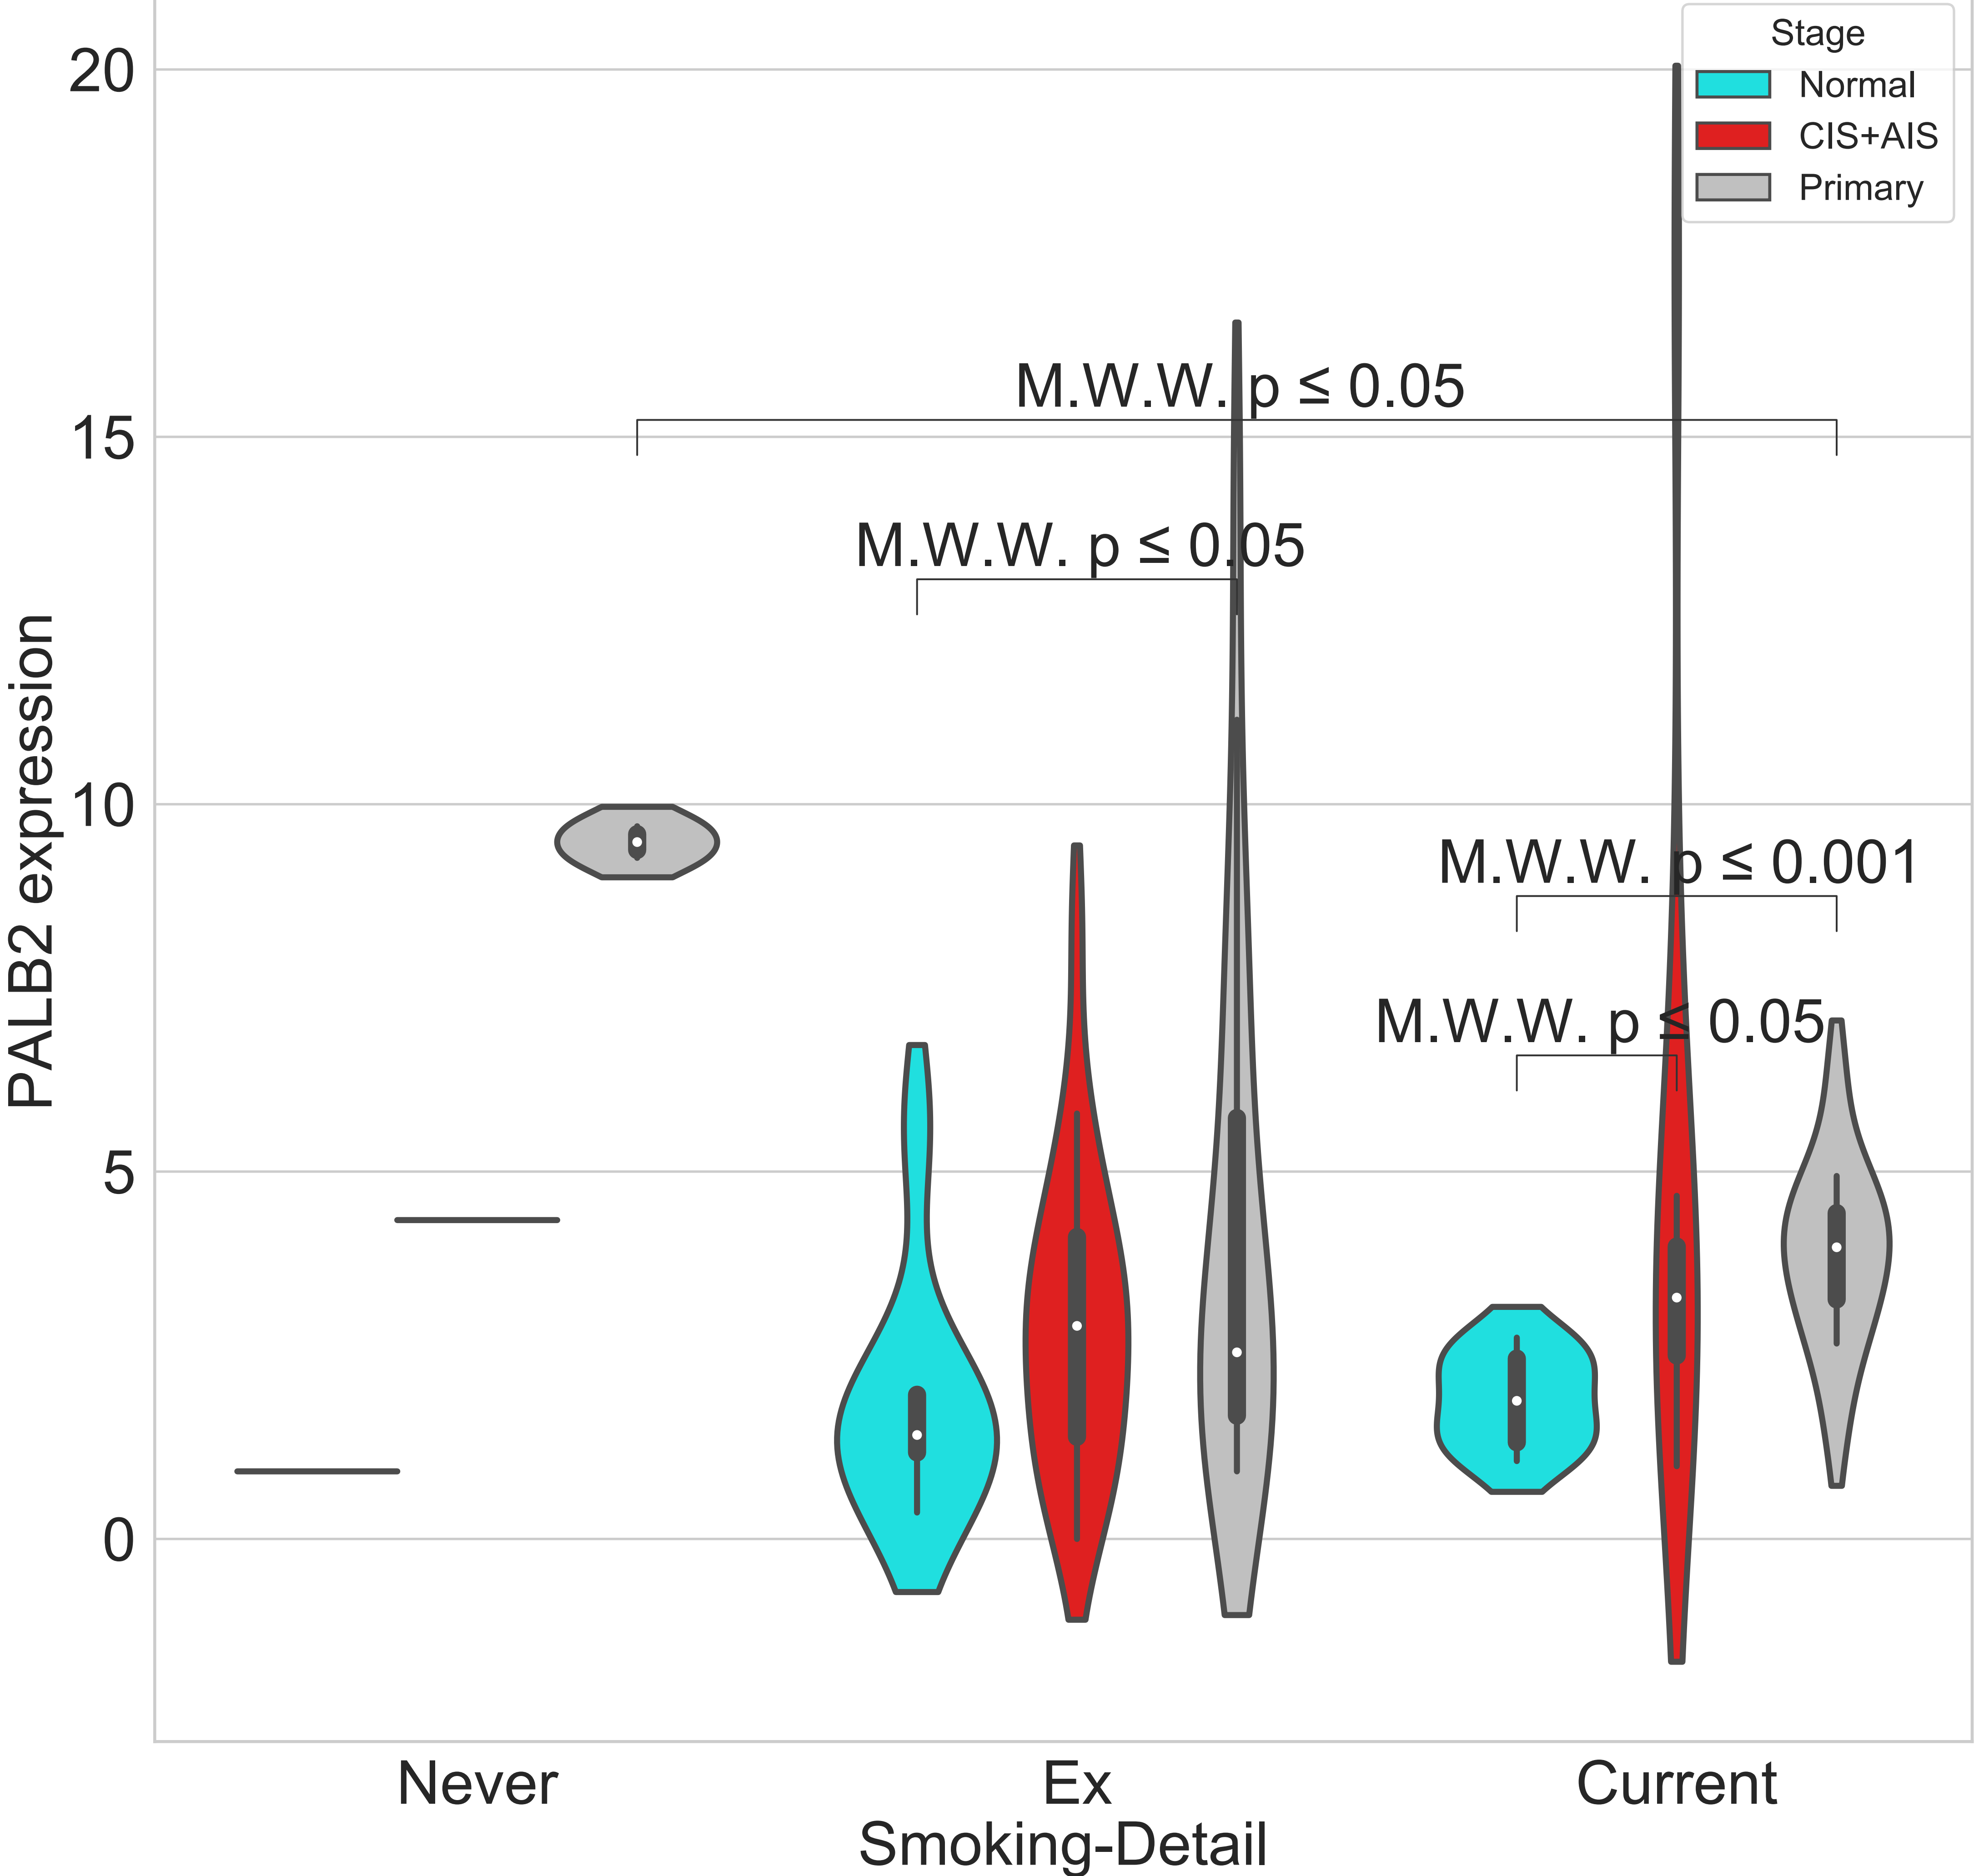 Stage
Normal
CIS+AIS
Primary
20
15
10
5
0
PALB2 expression
M.W.W. p ≤ 0.05
M.W.W. p ≤ 0.05
M.W.W. p ≤ 0.001
M.W.W. p ≤ 0.05
Never
Ex
Current
Smoking-Detail